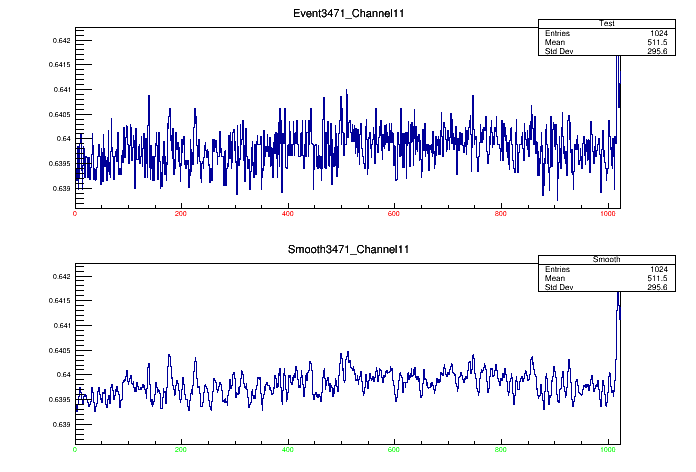 Event3471_Channel11
Test
Entries 1024
Mean 511.5
Std Dev 295.6
0.642
0.6415
0.641
0.6405
0.64
0.6395
0.639
0 200 400 600 800 1000
Smooth3471_Channel11
Smooth
Entries 1024
Mean 511.5
Std Dev 295.6
0.642
0.6415
0.641
0.6405
0.64
0.6395
0.639
0 200 400 600 800 1000